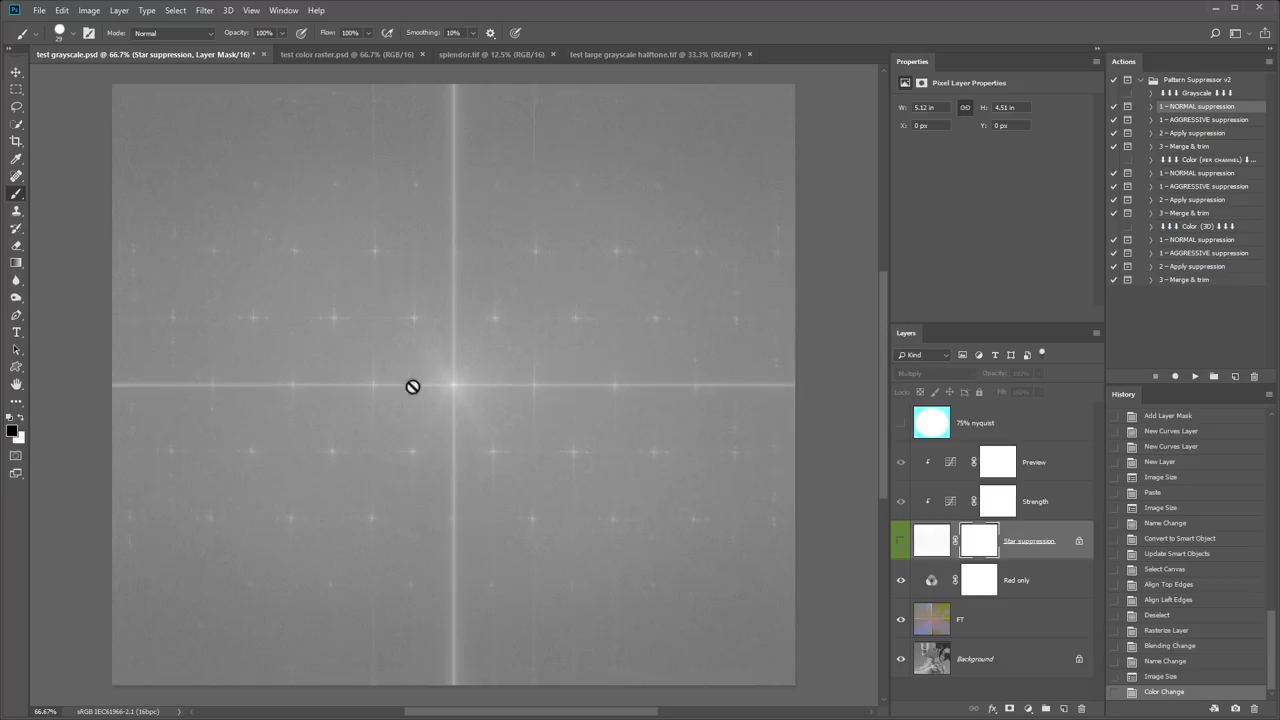 Ps File Edit Image Layer Type Select Filter 3D View Window Help
29 Mode: Normal Opacity: 100% Flow: 100% Smoothing: 10%
test grayscale.psd @ 66.7% (Star suppression, Layer Mask/16) * × test color raster.psd @ 66.7% (RGB/16) × splendor.tif @ 12.5% (RGB/16) × test large grayscale halftone.tif @ 33.3% (RGB/8*) ×
Properties
Pixel Layer Properties
W: 5.12 in H: 4.51 in
X: 0 px Y: 0 px
Layers
Kind
Multiply Opacity: 100%
Lock: Fill: 100%
75% nyquist
Preview
Strength
Star suppression
Red only
FT
Background
Actions
Pattern Suppressor v2
↓↓↓ Grayscale ↓↓↓
1 – NORMAL suppression
1 – AGGRESSIVE suppression
2 – Apply suppression
3 – Merge & trim
↓↓↓ Color (PER CHANNEL) ↓...
1 – NORMAL suppression
1 – AGGRESSIVE suppression
2 – Apply suppression
3 – Merge & trim
↓↓↓ Color (3D) ↓↓↓
1 – NORMAL suppression
1 – AGGRESSIVE suppression
2 – Apply suppression
3 – Merge & trim
History
Add Layer Mask
New Curves Layer
New Curves Layer
New Layer
Image Size
Paste
Image Size
Name Change
Convert to Smart Object
Update Smart Objects
Select Canvas
Align Top Edges
Align Left Edges
Deselect
Rasterize Layer
Blending Change
Name Change
Image Size
Color Change
66.67% sRGB IEC61966-2.1 (16bpc)